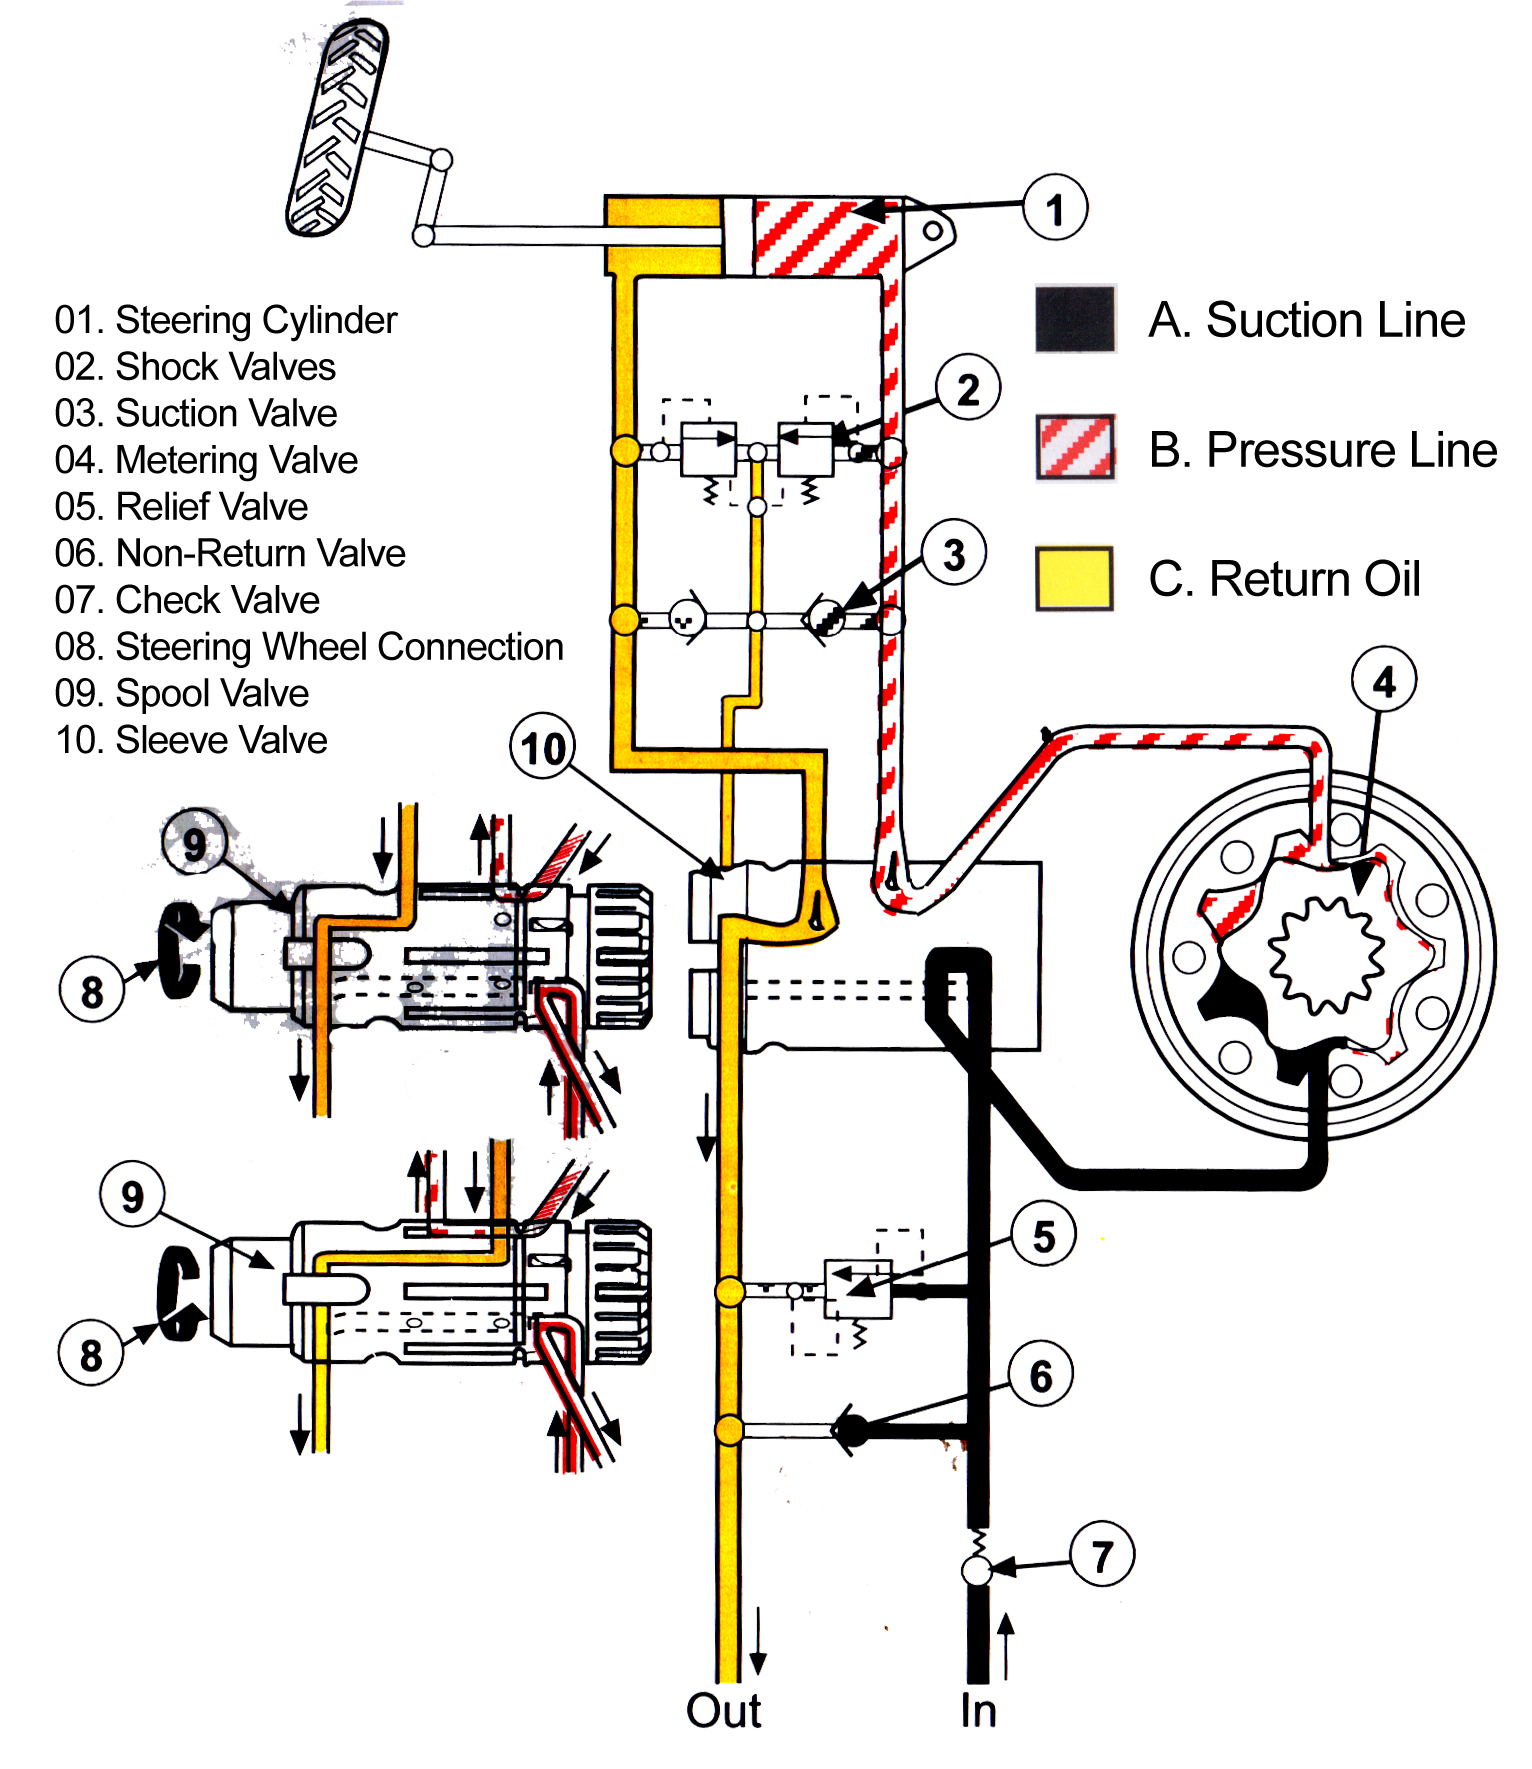 1
01. Steering Cylinder
02. Shock Valves
03. Suction Valve
04. Metering Valve
05. Relief Valve
06. Non-Return Valve
07. Check Valve
08. Steering Wheel Connection
09. Spool Valve
10. Sleeve Valve
A. Suction Line
B. Pressure Line
C. Return Oil
2
3
4
10
9
8
9
8
5
6
7
Out
In